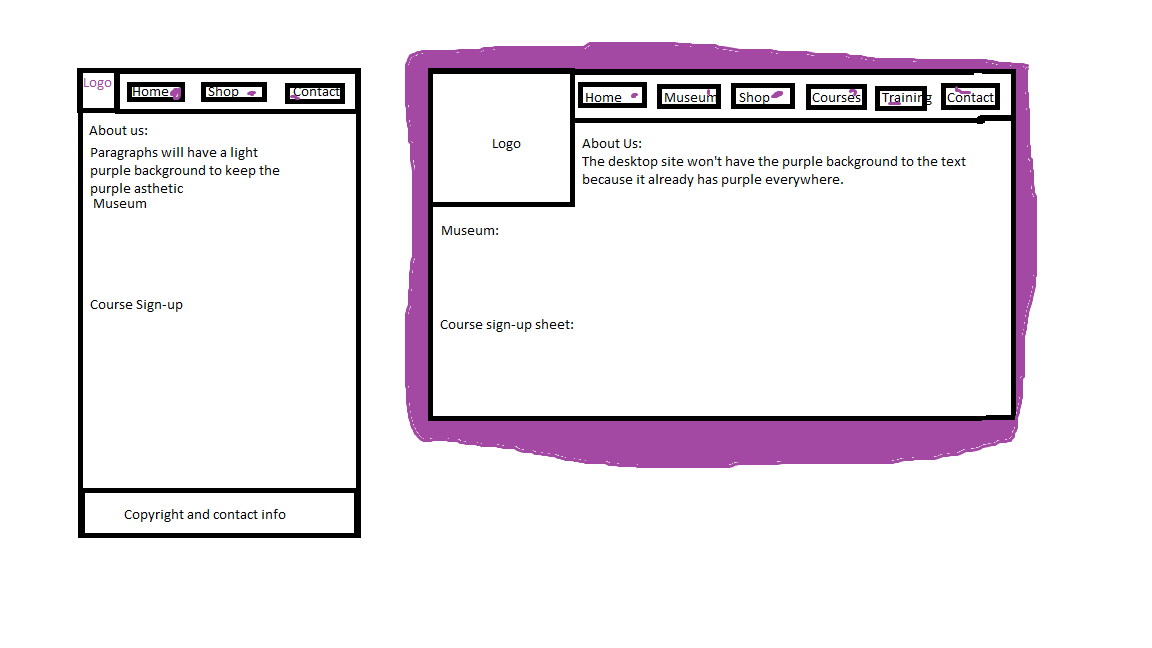 Logo
Home
Shop
Contact
About us:
Paragraphs will have a light
purple background to keep the
purple asthetic
Museum
Course Sign-up
Copyright and contact info
Logo
Home
Museum
Shop
Courses
Training
Contact
About Us:
The desktop site won't have the purple background to the text
because it already has purple everywhere.
Museum:
Course sign-up sheet: